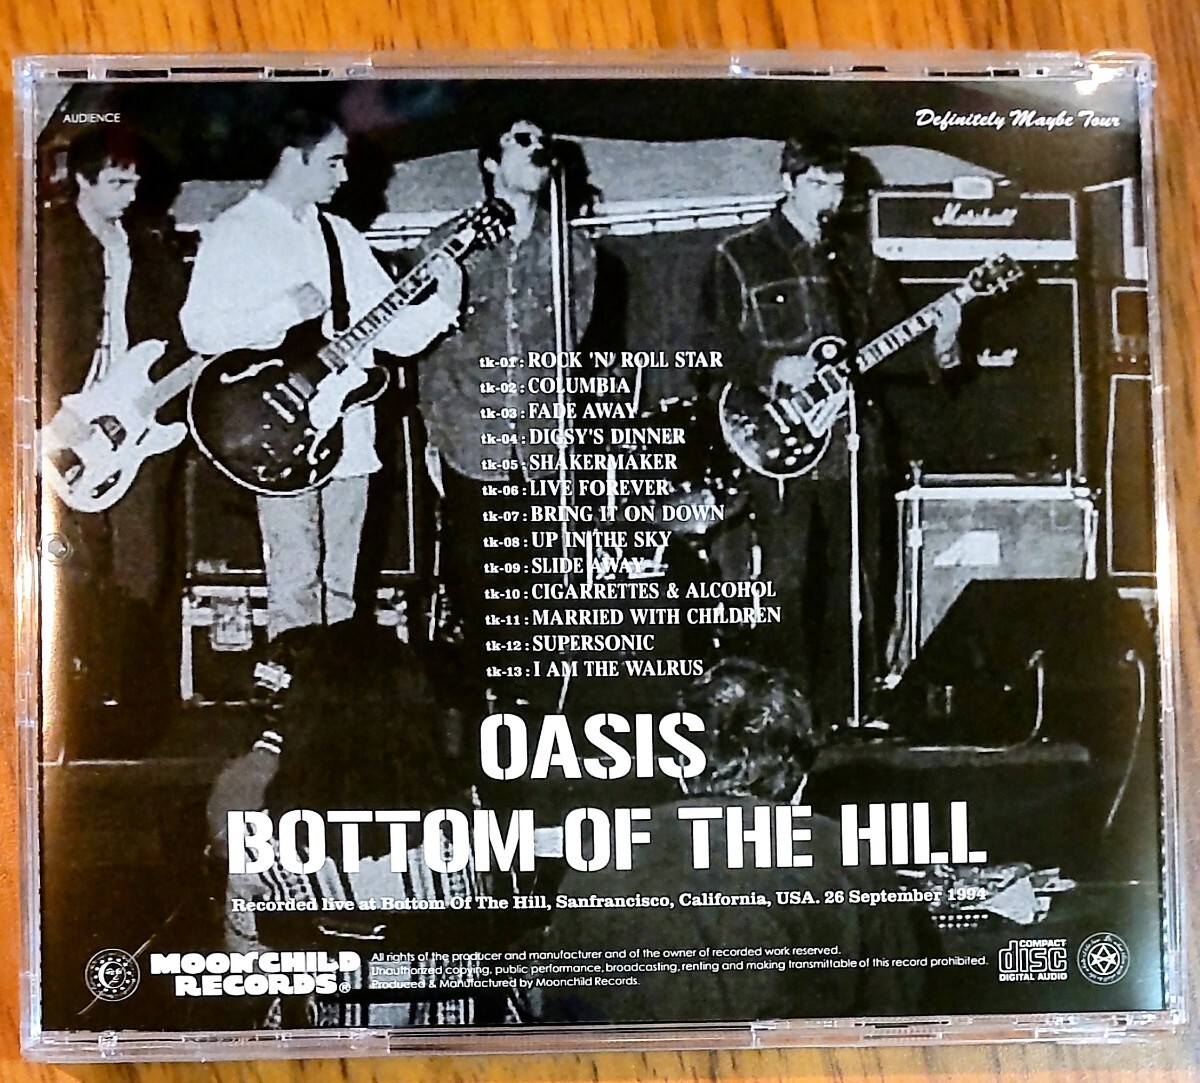 AUDIENCE
Definitely Maybe Tour
Marshall
tk-01 : ROCK 'N' ROLL STAR
tk-02 : COLUMBIA
tk-03 : FADE AWAY
tk-04 : DIGSY'S DINNER
tk-05 : SHAKERMAKER
tk-06 : LIVE FOREVER
tk-07 : BRING IT ON DOWN
tk-08 : UP IN THE SKY
tk-09 : SLIDE AWAY
tk-10 : CIGARRETTES & ALCOHOL
tk-11 : MARRIED WITH CHILDREN
tk-12 : SUPERSONIC
tk-13 : I AM THE WALRUS
OASIS
BOTTOM OF THE HILL
Recorded live at Bottom Of The Hill, Sanfrancisco, California, USA. 26 September 1994
MOONCHILD
RECORDS®
All rights of the producer and manufacturer and of the owner of recorded work reserved.
Unauthorized copying, public performance, broadcasting, renting and making transmittable of this record prohibited.
Produced & Manufactured by Moonchild Records.
COMPACT
disc
DIGITAL AUDIO